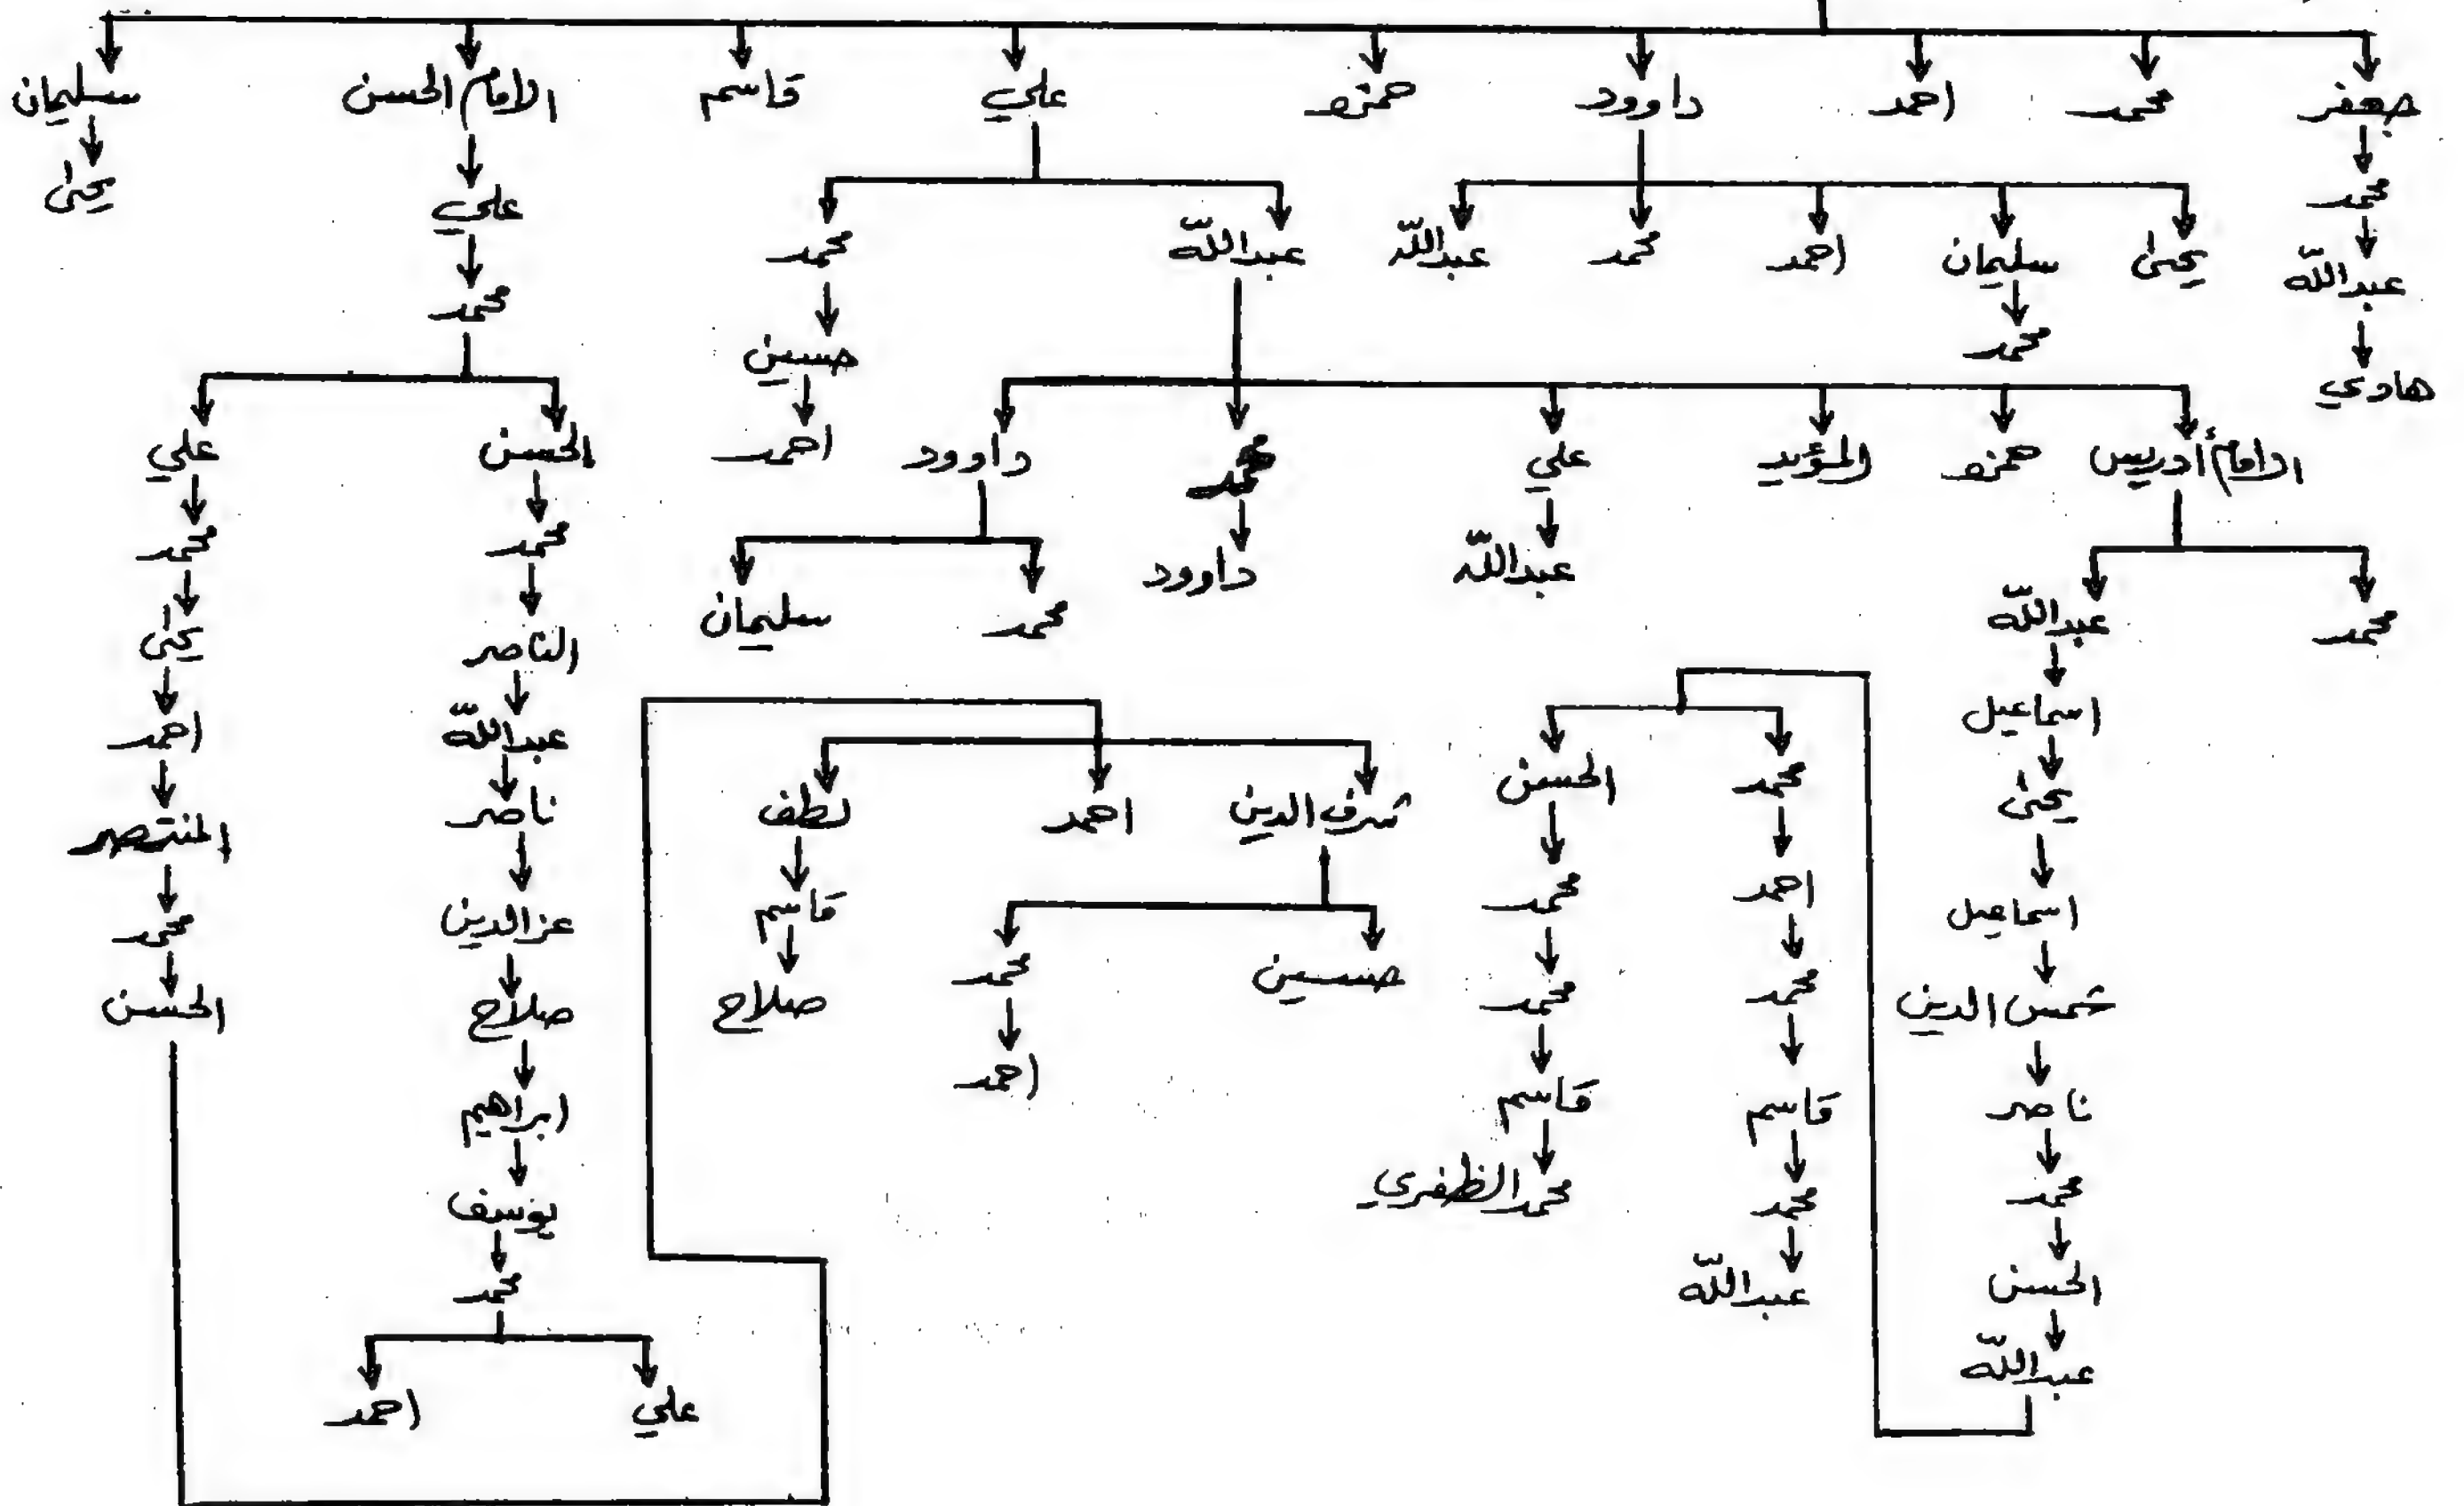 جعفر محمد احمد داوود حمزه علي قاسم الامام الحسن سليمان
محمد علي يحيى
عبدالله يحيى سليمان احمد محمد عبدالله عبدالله محمد محمد
هادي محمد حسين
الامام أدريس حمزه المؤيد علي محمد داوود احمد الحسن علي
محمد عبدالله عبدالله داوود محمد سليمان محمد محمد
اسماعيل الناصر يحيى
يحيى محمد الحسن شرف الدين احمد لطف عبدالله احمد
ناصر المنتصر
اسماعيل احمد محمد قاسم عزالدين محمد
شمس الدين محمد محمد حسين محمد صلاح صلاح الحسن
ناصر قاسم قاسم احمد ابراهيم
محمد محمد محمد الظفري يوسف
الحسن عبدالله محمد
عبدالله علي احمد